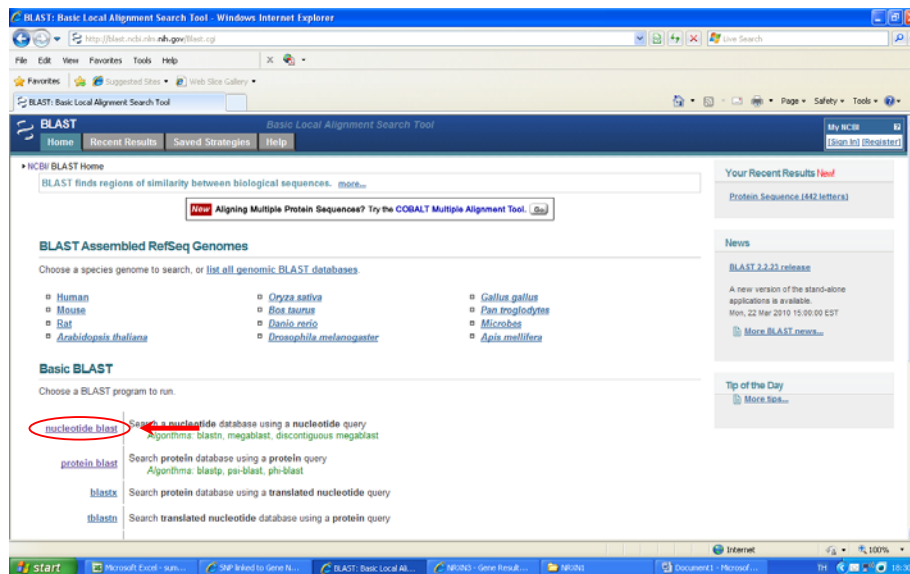 BLAST: Basic Local Alignment Search Tool - Windows Internet Explorer
http://blast.ncbi.nlm.nih.gov/Blast.cgi
Live Search
File Edit View Favorites Tools Help
Favorites Suggested Sites Web Slice Gallery
BLAST: Basic Local Alignment Search Tool
Page Safety Tools
BLAST Basic Local Alignment Search Tool
My NCBI
Home Recent Results Saved Strategies Help
[Sign In] [Register]
NCBI/ BLAST Home
BLAST finds regions of similarity between biological sequences. more...
New Aligning Multiple Protein Sequences? Try the COBALT Multiple Alignment Tool. Go
BLAST Assembled RefSeq Genomes
Choose a species genome to search, or list all genomic BLAST databases.
Human
Mouse
Rat
Arabidopsis thaliana
Oryza sativa
Bos taurus
Danio rerio
Drosophila melanogaster
Gallus gallus
Pan troglodytes
Microbes
Apis mellifera
Basic BLAST
Choose a BLAST program to run.
nucleotide blast Search a nucleotide database using a nucleotide query
Algorithms: blastn, megablast, discontiguous megablast
protein blast Search protein database using a protein query
Algorithms: blastp, psi-blast, phi-blast
blastx Search protein database using a translated nucleotide query
tblastn Search translated nucleotide database using a protein query
Your Recent Results New!
Protein Sequence (442 letters)
News
BLAST 2.2.23 release
A new version of the stand-alone
applications is available.
Mon, 22 Mar 2010 15:00:00 EST
More BLAST news...
Tip of the Day
More tips...
Internet 100%
start Microsoft Excel - sum... SNP linked to Gene N... BLAST: Basic Local Al... NRXN3 - Gene Result... NRXN1 Document1 - Microsof... TH 18:30